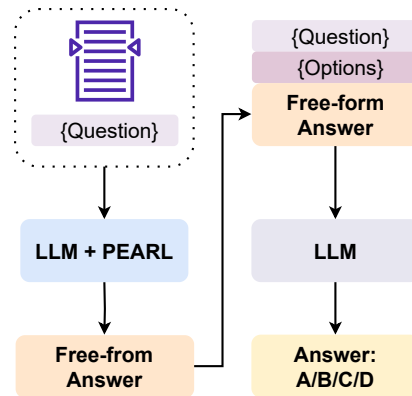 {Question}
LLM + PEARL
Free-from
Answer
{Question}
{Options}
Free-form
Answer
LLM
Answer:
A/B/C/D